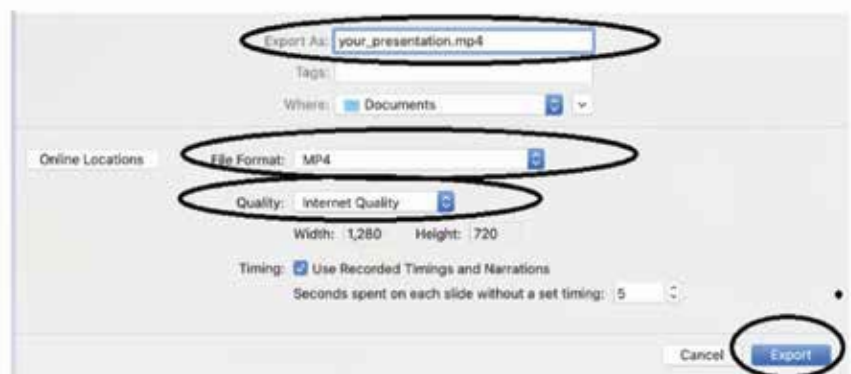 Export As: your_presentation.mp4
Tags:
Where: Documents
Online Locations File Format: MP4
Quality: Internet Quality
Width: 1,280 Height: 720
Timing: Use Recorded Timings and Narrations
Seconds spent on each slide without a set timing: 5
Cancel Export